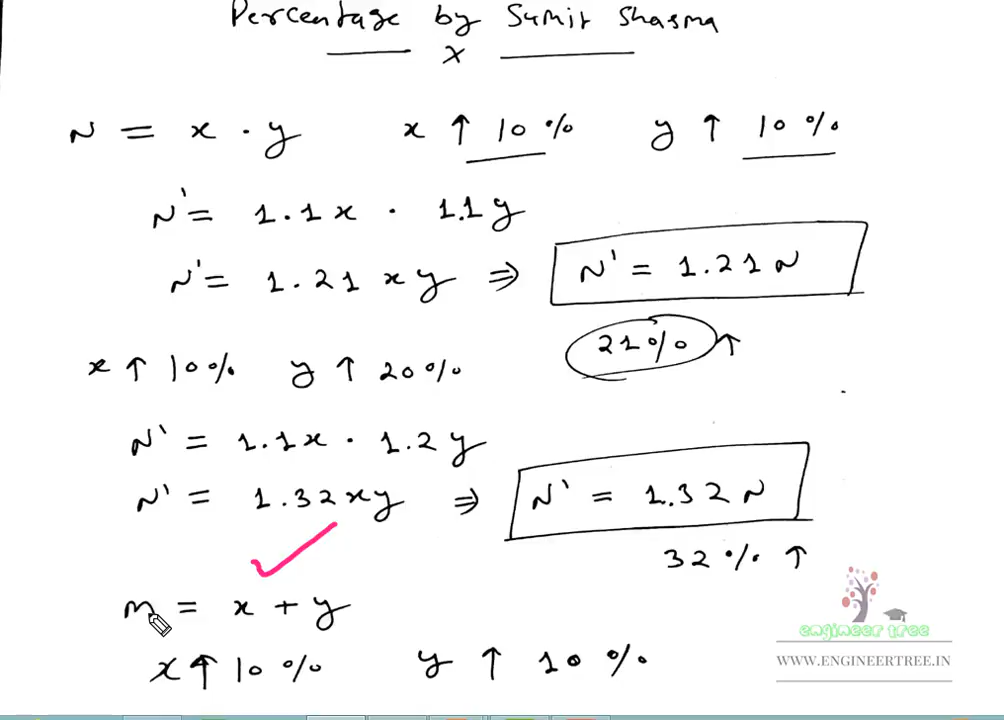 Percentage by Sumit Sharma
x
N = x · y x ↑ 10 % y ↑ 10 %
N' = 1.1x · 1.1y
N' = 1.21 xy ⇒ N' = 1.21 N
21% ↑
x ↑ 10% y ↑ 20%
N' = 1.1x · 1.2y
N' = 1.32xy ⇒ N' = 1.32 N
32 % ↑
m = x + y
engineer tree
x ↑ 10 % y ↑ 10 %
WWW.ENGINEERTREE.IN